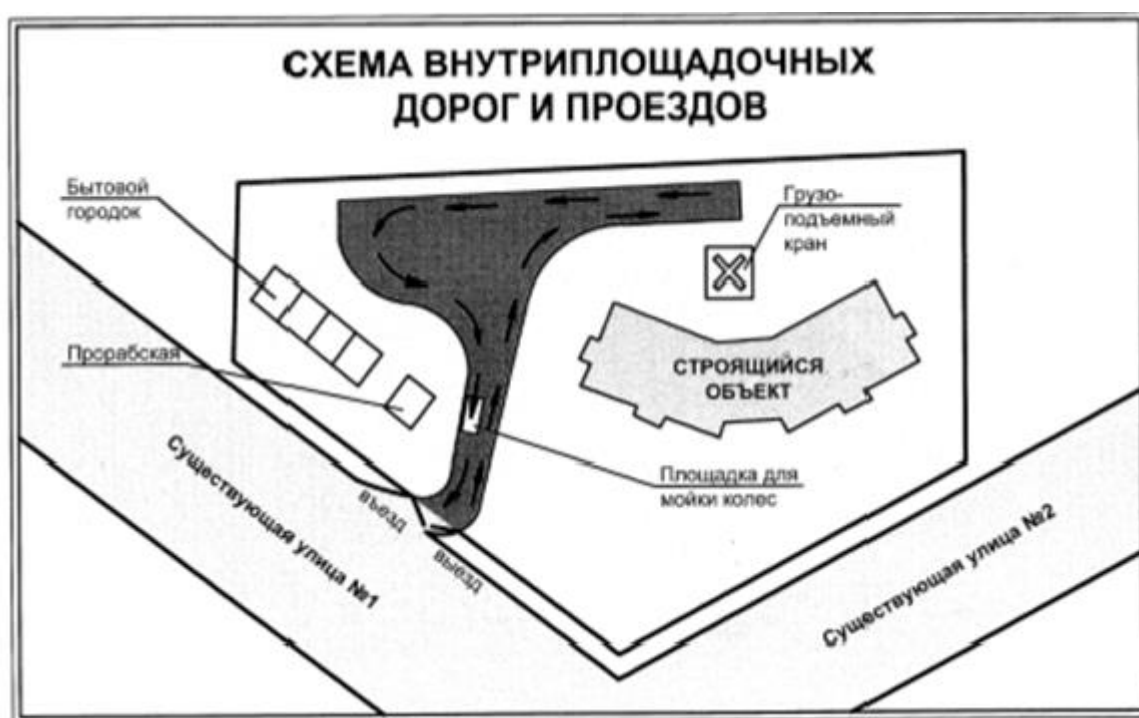 СХЕМА ВНУТРИПЛОЩАДОЧНЫХ
ДОРОГ И ПРОЕЗДОВ
Бытовой
городок
Грузо-
подъемный
кран
Прорабская
СТРОЯЩИЙСЯ
ОБЪЕКТ
Площадка для
мойки колес
въезд
выезд
Существующая улица №1
Существующая улица №2